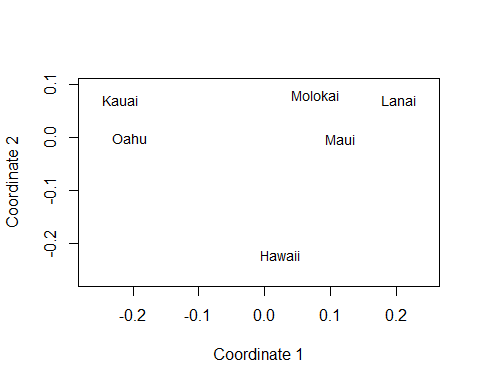 Kauai
Molokai
Lanai
Oahu
Maui
Hawaii
0.1
0.0
-0.1
-0.2
Coordinate 2
-0.2
-0.1
0.0
0.1
0.2
Coordinate 1